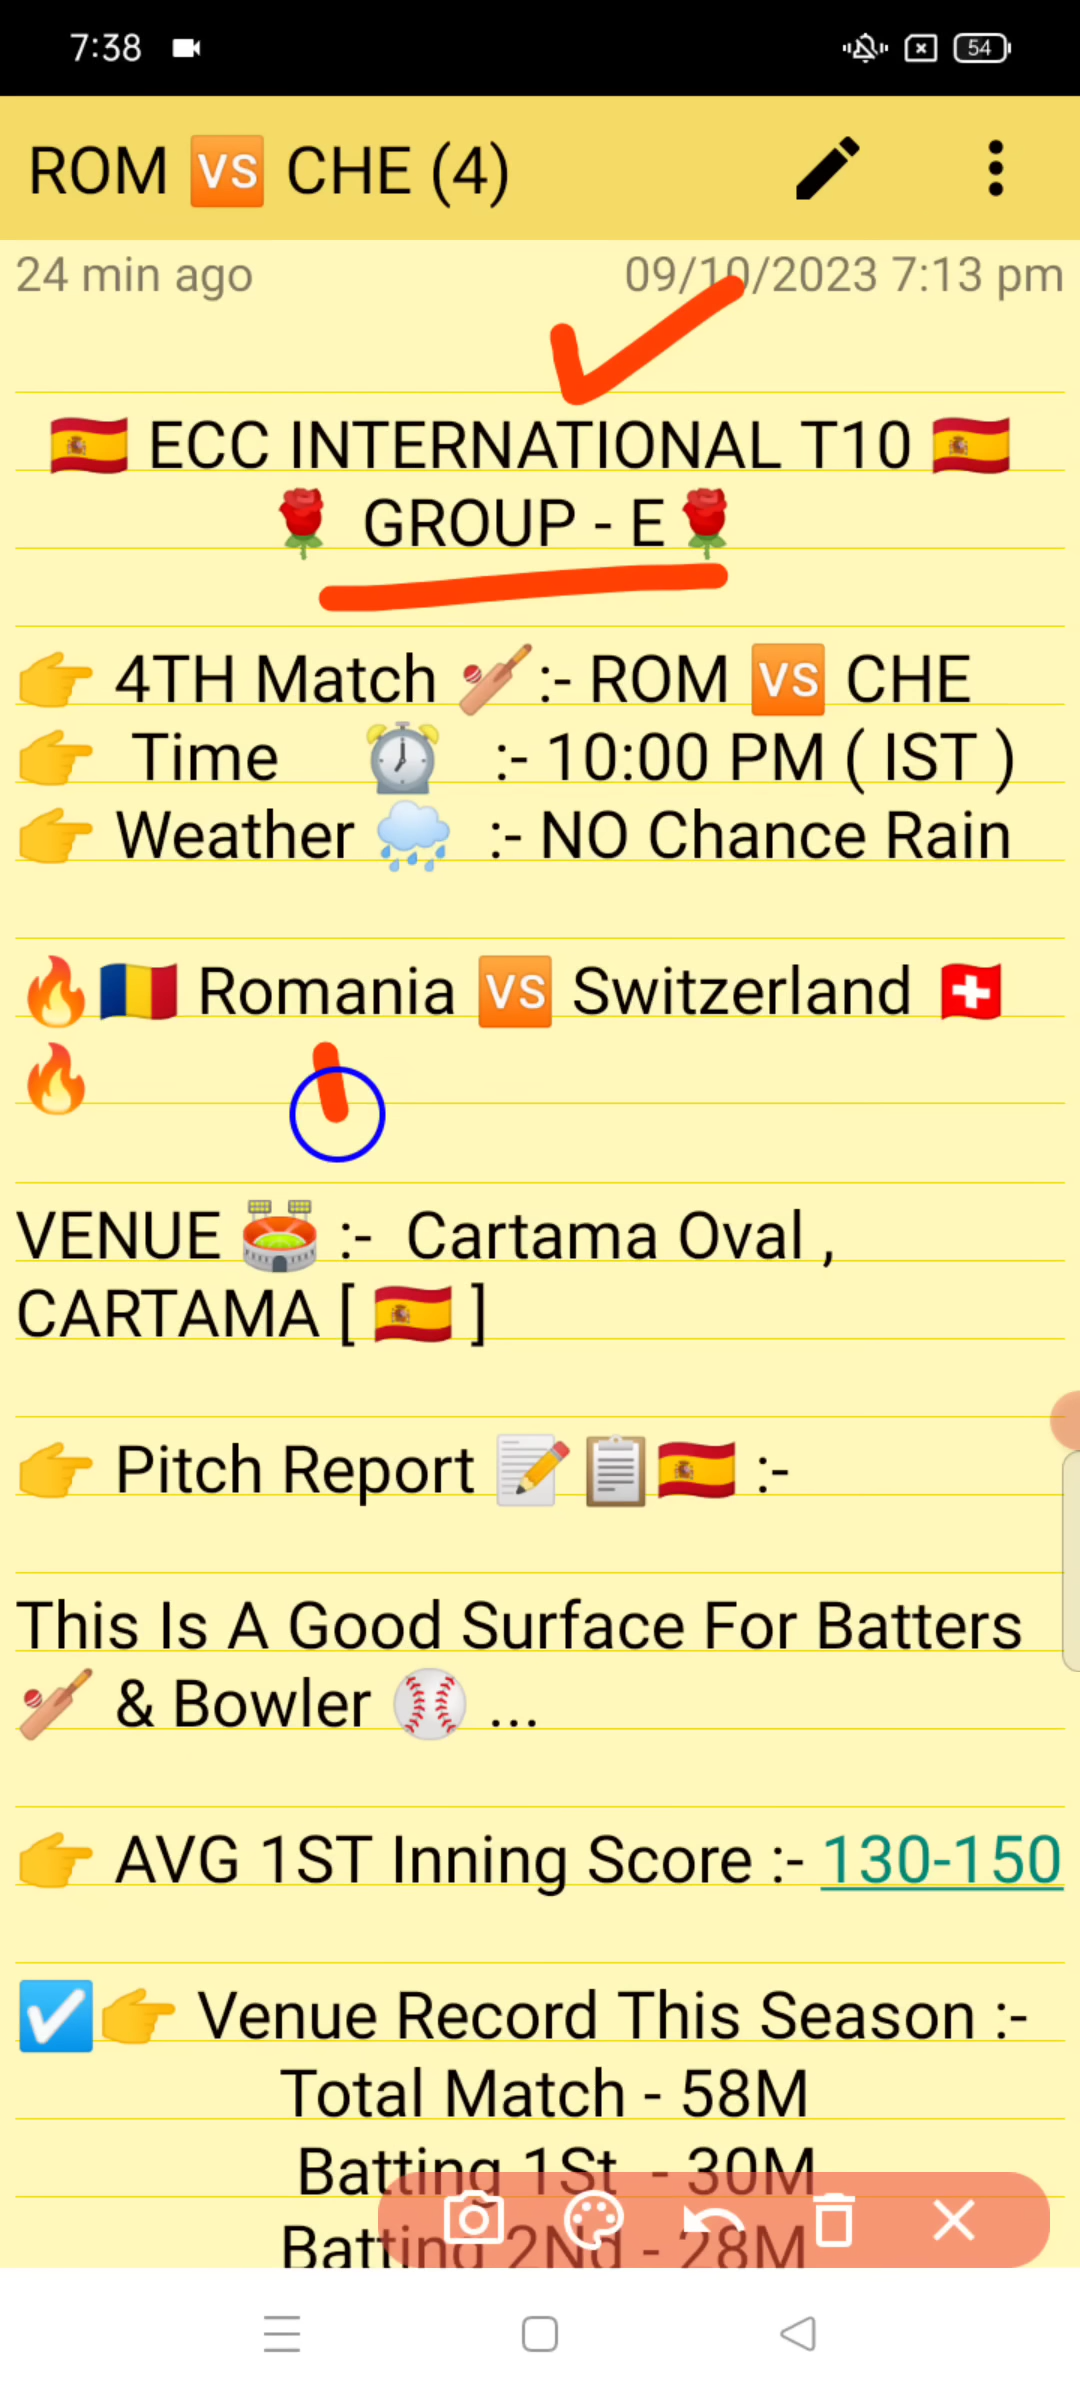 7:38
54
ROM 🆚 CHE (4)
24 min ago 09/10/2023 7:13 pm
🇪🇸 ECC INTERNATIONAL T10 🇪🇸
🌹 GROUP - E🌹
👉 4TH Match 🏏:- ROM 🆚 CHE
👉 Time ⏰ :- 10:00 PM ( IST )
👉 Weather 🌧️ :- NO Chance Rain
🔥🇷🇴 Romania 🆚 Switzerland 🇨🇭
🔥
VENUE 🏟️ :- Cartama Oval ,
CARTAMA [ 🇪🇸 ]
👉 Pitch Report 📝📋🇪🇸 :-
This Is A Good Surface For Batters
🏏 & Bowler ⚾ ...
👉 AVG 1ST Inning Score :- 130-150
☑️👉 Venue Record This Season :-
Total Match - 58M
Batting 1St - 30M
Batting 2Nd - 28M